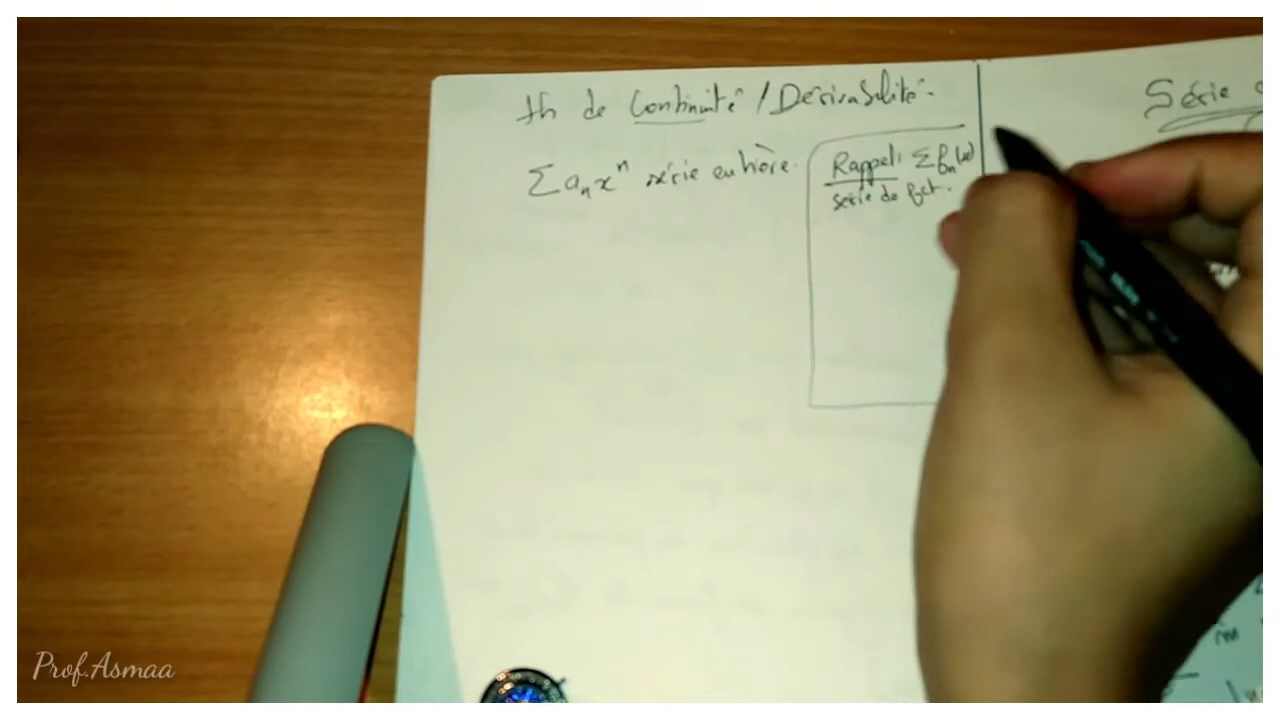 th de Continuité / Dérivabilité.
∑ aₙxⁿ série entière.
Rappel: ∑ fₙ(x)
série de fct.
Série
Prof.Asmaa